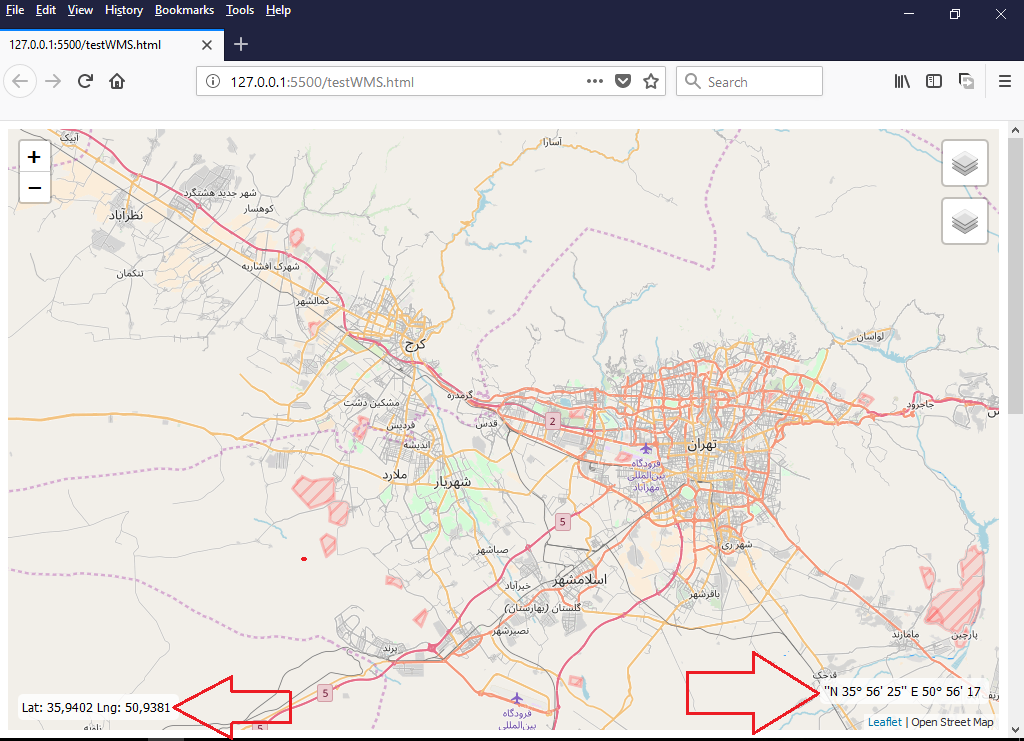 File Edit View History Bookmarks Tools Help
127.0.0.1:5500/testWMS.html
127.0.0.1:5500/testWMS.html
Search
آبیک
آسارا
+
−
شهر جدید هشتگرد
کوهسار
نظرآباد
شهرک افشاریه
تنکمان
کمالشهر
کرج
لواسان
گرمدره
مشکین دشت
جاجرود
قدس
2
فردیس
اندیشه
تهران
فرودگاه
بین‌المللی
مهرآباد
ملارد
شهریار
5
شهر ری
صباشهر
اسلامشهر
خیرآباد
باقرشهر
گلستان (بهارستان)
نصیرشهر
مامازند
پارچین
پرند
قرچک
5
فرودگاه
بین‌المللی
5
Lat: 35,9402 Lng: 50,9381
"N 35° 56' 25'' E 50° 56' 17
Leaflet | Open Street Map